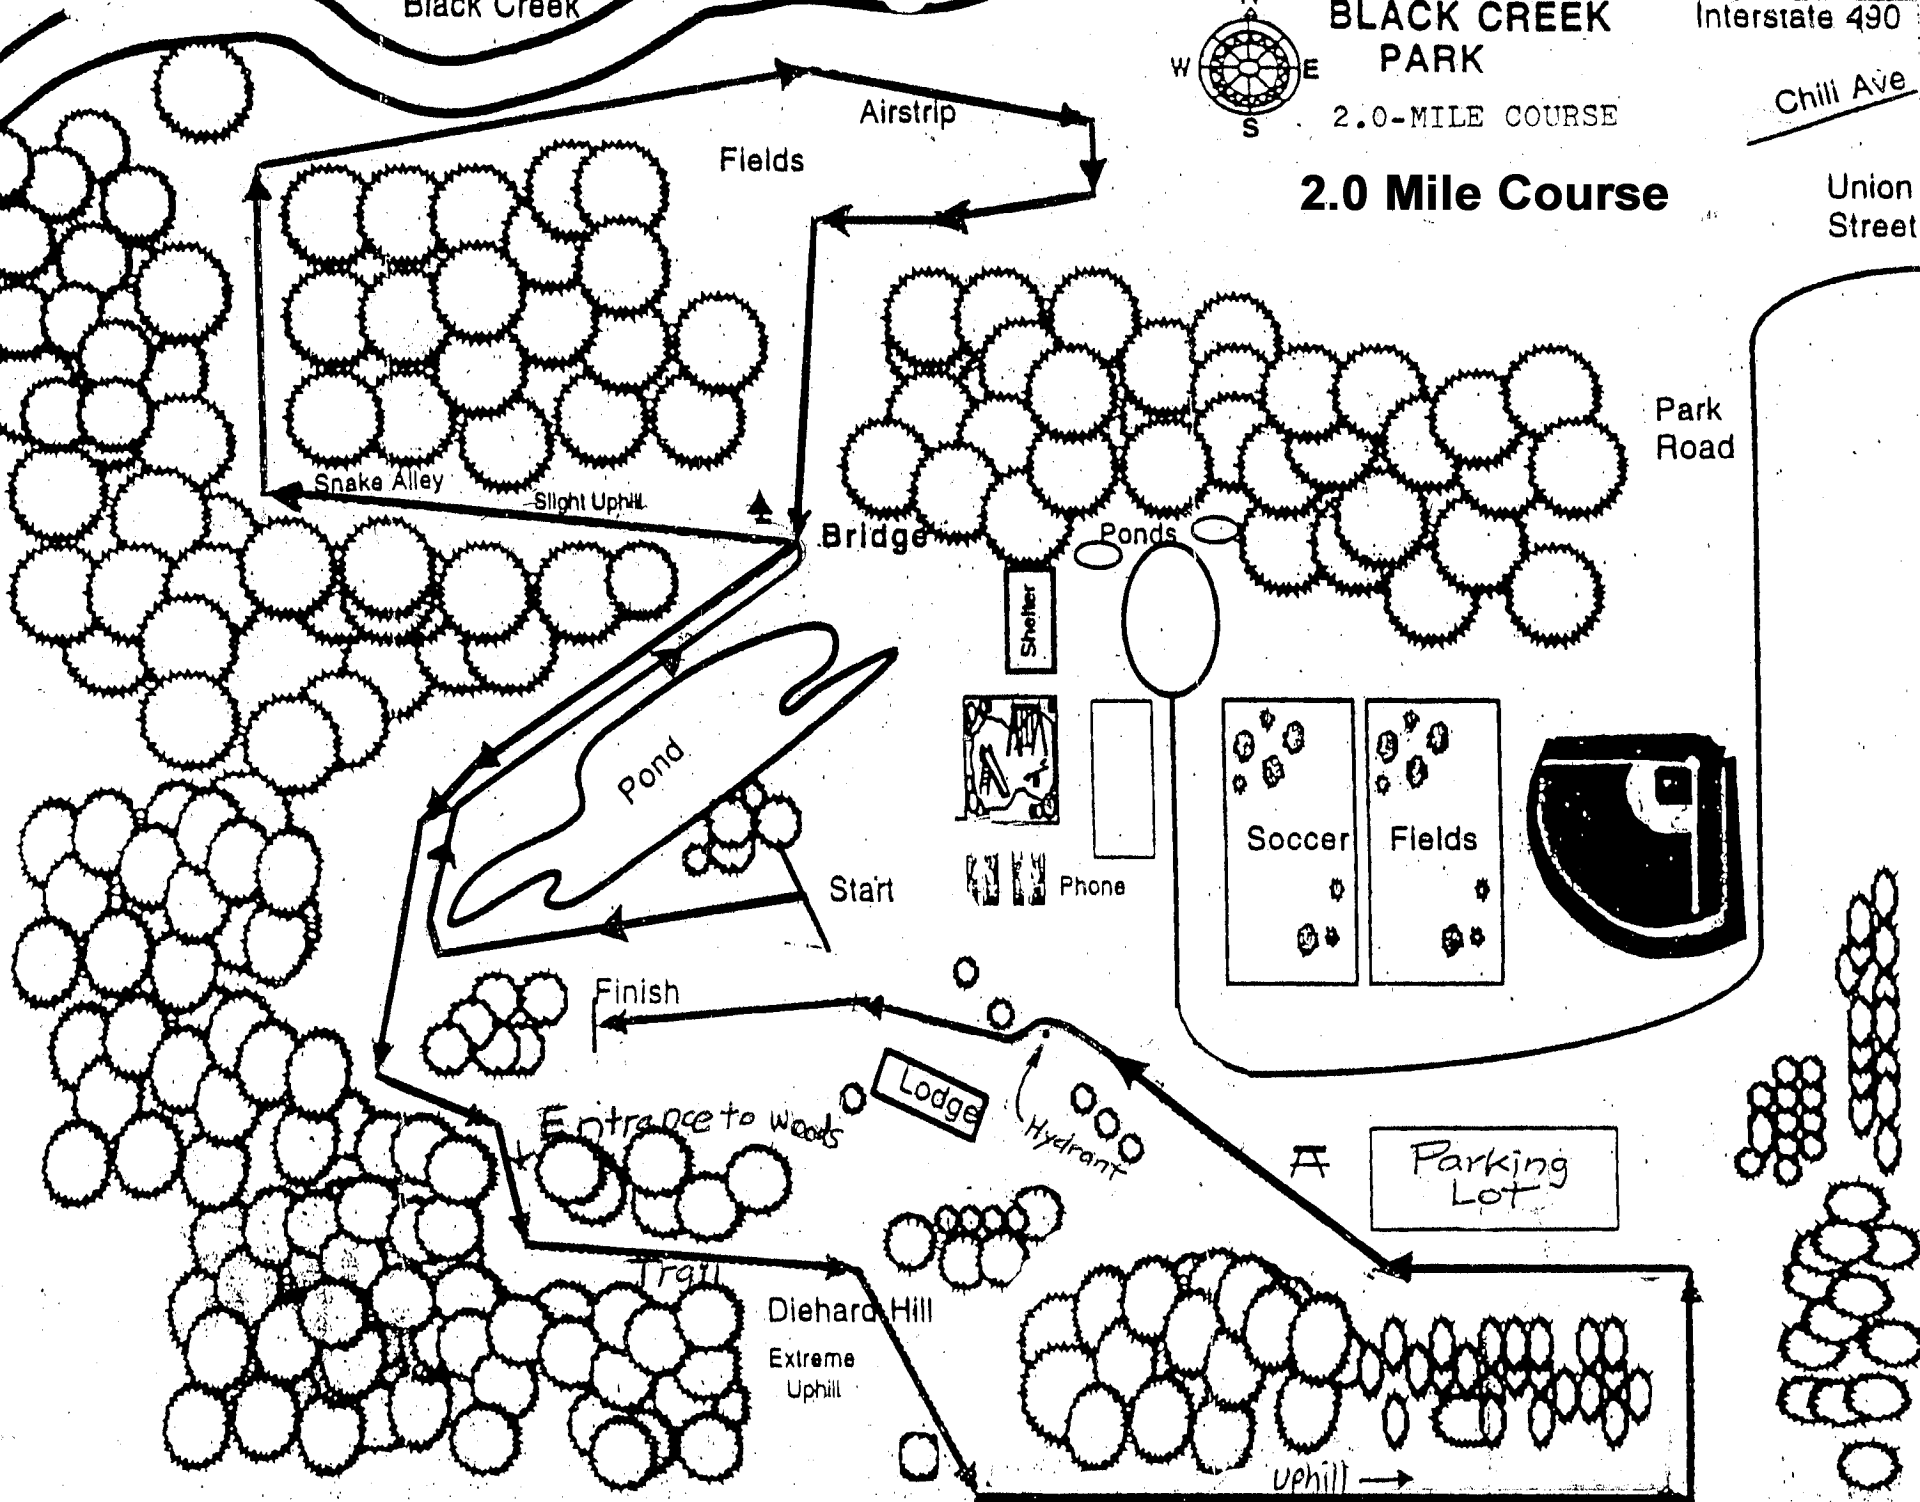 Black Creek
N
W
E
S
BLACK CREEK
PARK
2.0-MILE COURSE
2.0 Mile Course
Interstate 490
Chili Ave
Union
Street
Airstrip
Fields
Park
Road
Snake Alley
Slight Uphill
Bridge
Ponds
Shelter
Pond
Soccer
Fields
Start
Phone
Finish
Lodge
Entrance to woods
Hydrant
Parking
Lot
Trail
Diehard Hill
Extreme
Uphill
uphill